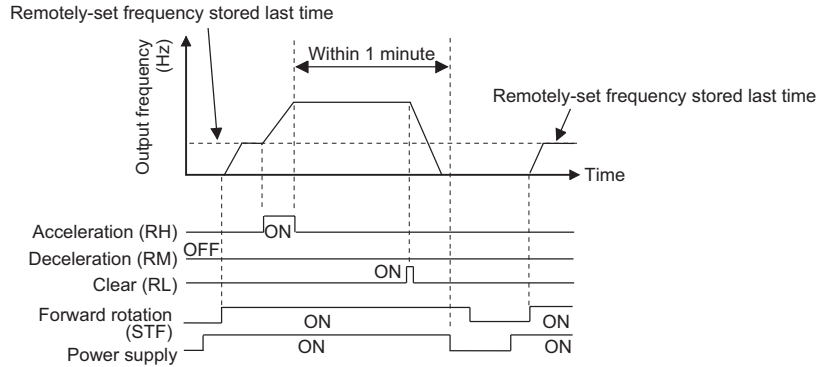 Remotely-set frequency stored last time
Within 1 minute
Output frequency
(Hz)
Remotely-set frequency stored last time
Time
Acceleration (RH)
ON
Deceleration (RM)
OFF
Clear (RL)
ON
Forward rotation
(STF)
ON
ON
Power supply
ON
ON